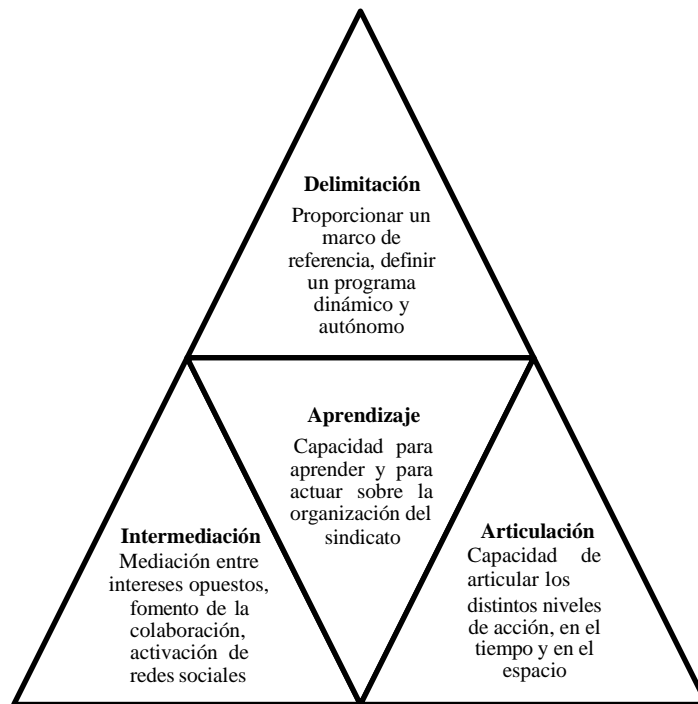 Delimitación
Proporcionar un
marco de
referencia, definir
un programa
dinámico y
autónomo
Aprendizaje
Capacidad para
aprender y para
actuar sobre la
organización del
sindicato
Intermediación
Mediación entre
intereses opuestos,
fomento de la
colaboración,
activación de
redes sociales
Articulación
Capacidad de
articular los
distintos niveles
de acción, en el
tiempo y en el
espacio